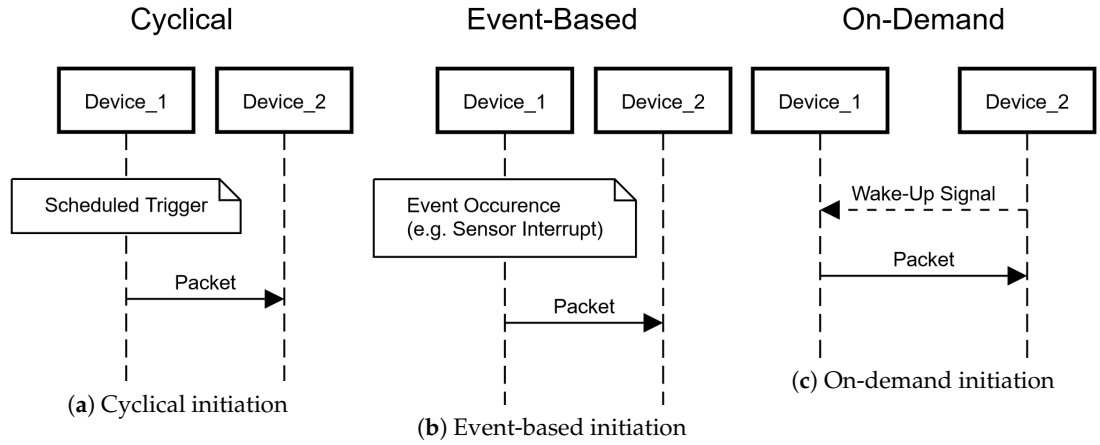 Cyclical
Event-Based
On-Demand
Device_1
Device_2
Device_1
Device_2
Device_1
Device_2
Scheduled Trigger
Event Occurence
(e.g. Sensor Interrupt)
Wake-Up Signal
Packet
Packet
Packet
(a) Cyclical initiation
(b) Event-based initiation
(c) On-demand initiation